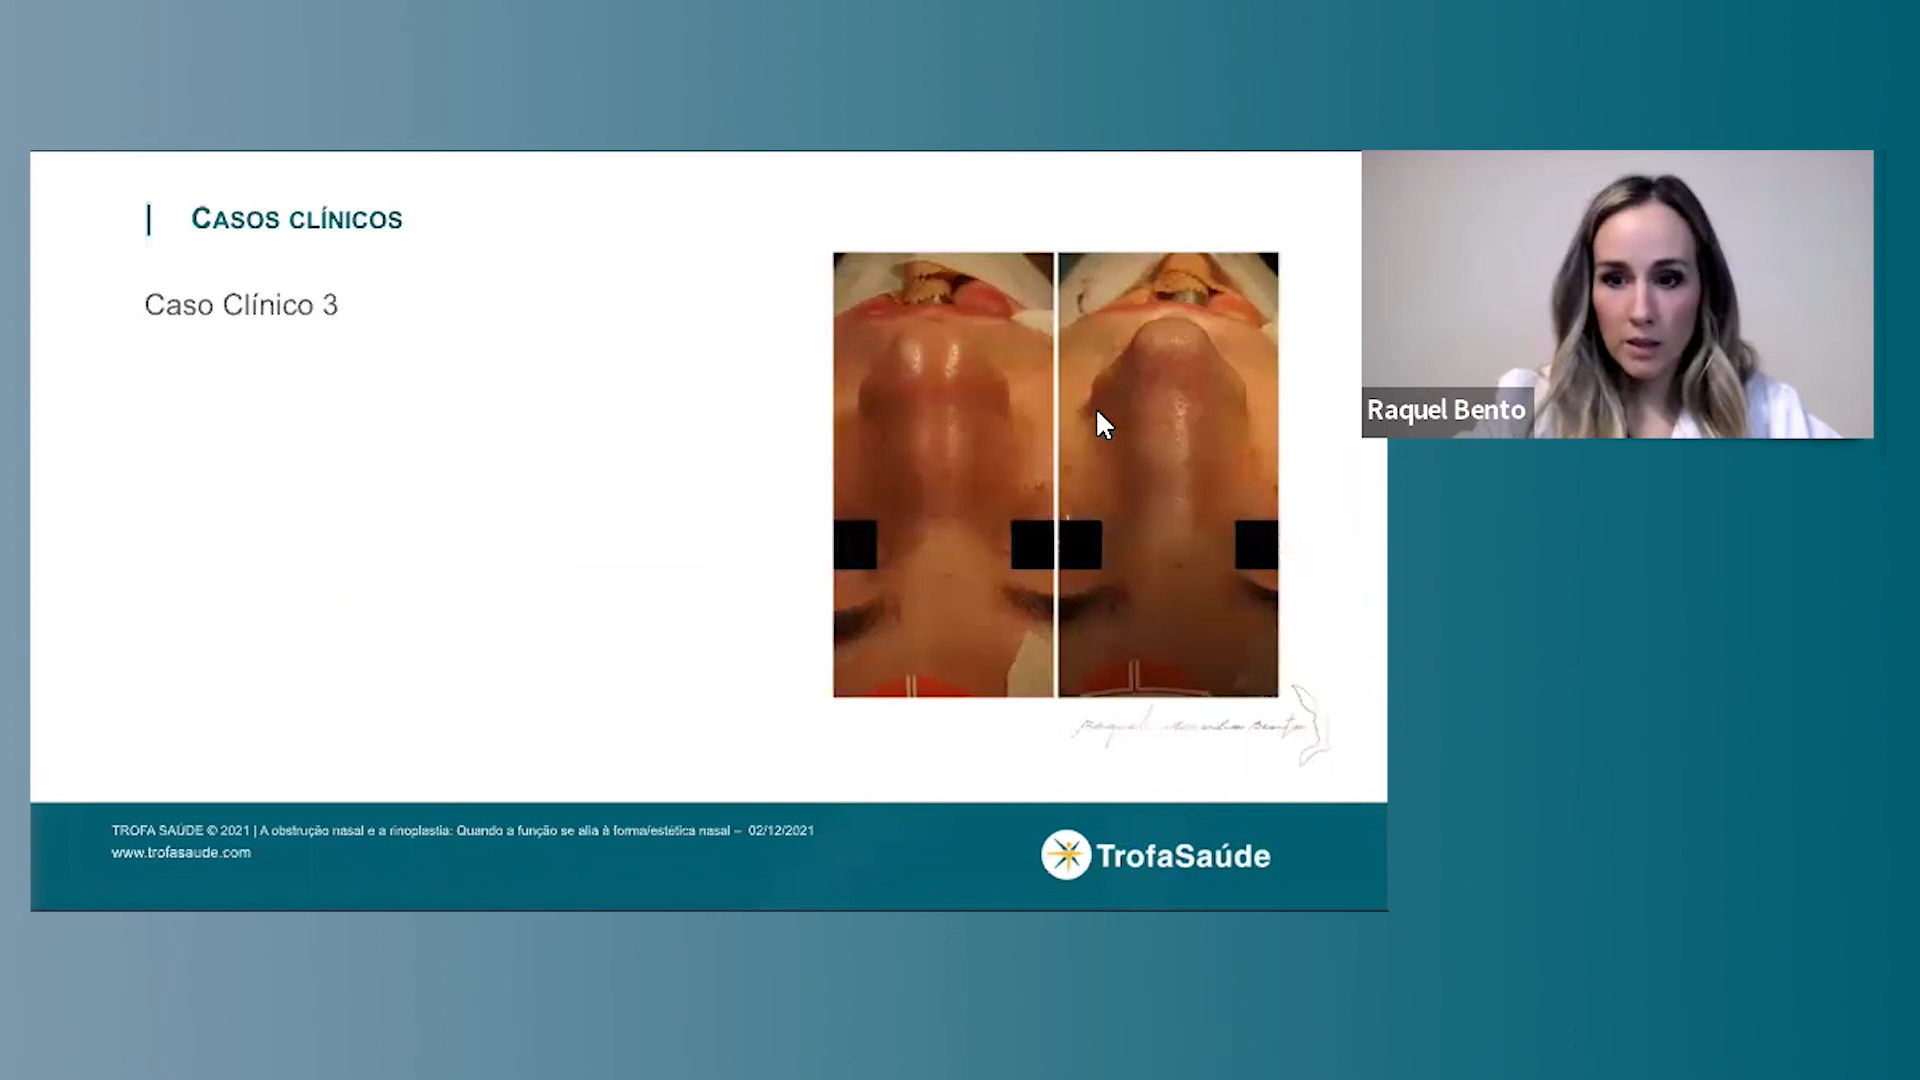 CASOS CLÍNICOS
Caso Clínico 3
Raquel Bento
TROFA SAÚDE © 2021 | A obstrução nasal e a rinoplastia: Quando a função se alia à forma/estética nasal – 02/12/2021
www.trofasaude.com
TrofaSaúde